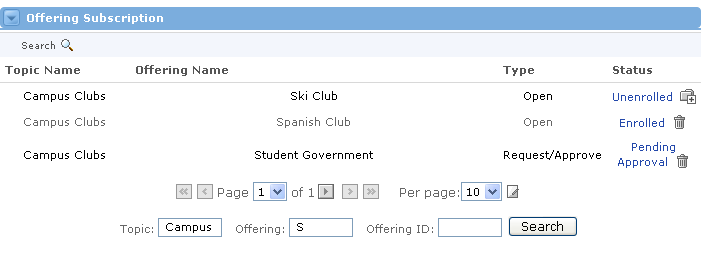 Offering Subscription
Search
Topic Name Offering Name Type Status
Campus Clubs Ski Club Open Unenrolled
Campus Clubs Spanish Club Open Enrolled
Campus Clubs Student Government Request/Approve Pending Approval
Page 1 of 1 Per page: 10
Topic: Campus Offering: S Offering ID: Search